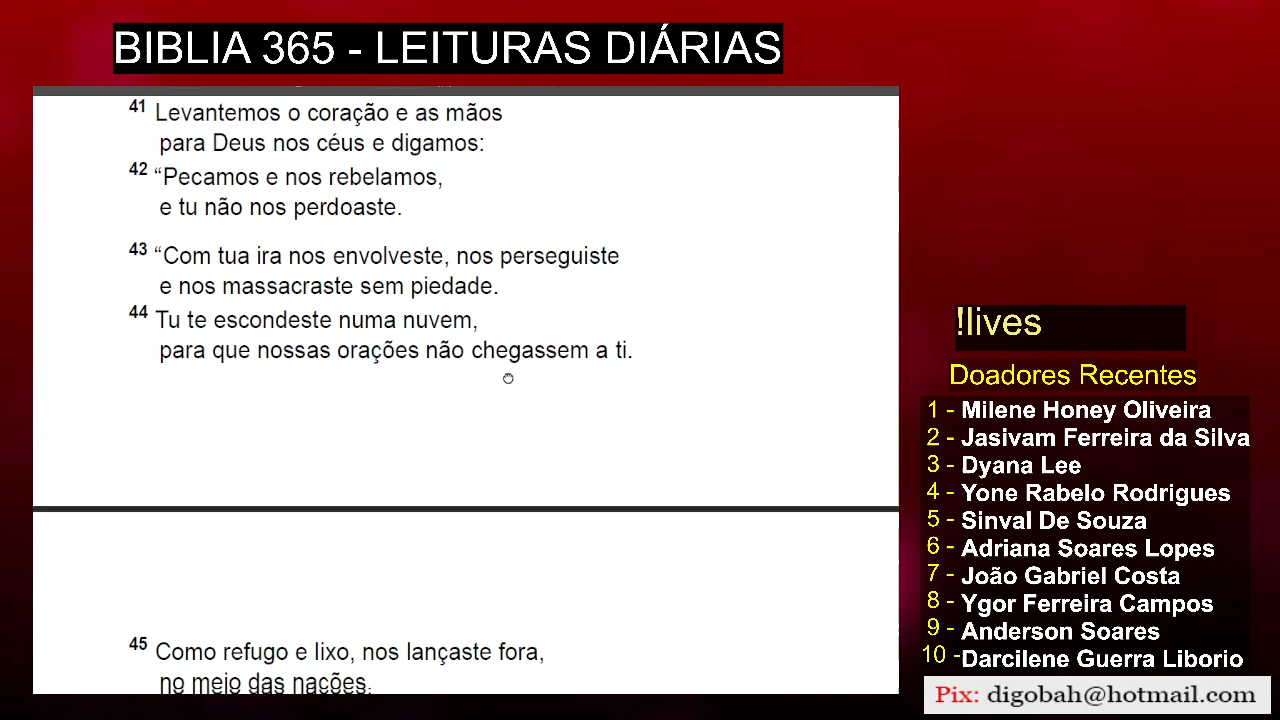 BIBLIA 365 - LEITURAS DIÁRIAS
41 Levantemos o coração e as mãos
para Deus nos céus e digamos:
42 “Pecamos e nos rebelamos,
e tu não nos perdoaste.
43 “Com tua ira nos envolveste, nos perseguiste
e nos massacraste sem piedade.
44 Tu te escondeste numa nuvem,
para que nossas orações não chegassem a ti.
45 Como refugo e lixo, nos lançaste fora,
no meio das nações.
!lives
Doadores Recentes
1 - Milene Honey Oliveira
2 - Jasivam Ferreira da Silva
3 - Dyana Lee
4 - Yone Rabelo Rodrigues
5 - Sinval De Souza
6 - Adriana Soares Lopes
7 - João Gabriel Costa
8 - Ygor Ferreira Campos
9 - Anderson Soares
10 - Darcilene Guerra Liborio
Pix: digobah@hotmail.com